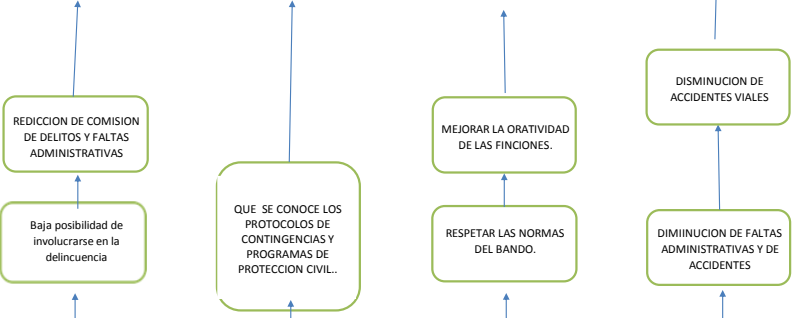 REDICCION DE COMISION
DE DELITOS Y FALTAS
ADMINISTRATIVAS
Baja posibilidad de
involucrarse en la
delincuencia
QUE SE CONOCE LOS
PROTOCOLOS DE
CONTINGENCIAS Y
PROGRAMAS DE
PROTECCION CIVIL..
MEJORAR LA ORATIVIDAD
DE LAS FINCIONES.
RESPETAR LAS NORMAS
DEL BANDO.
DISMINUCION DE
ACCIDENTES VIALES
DIMIINUCION DE FALTAS
ADMINISTRATIVAS Y DE
ACCIDENTES